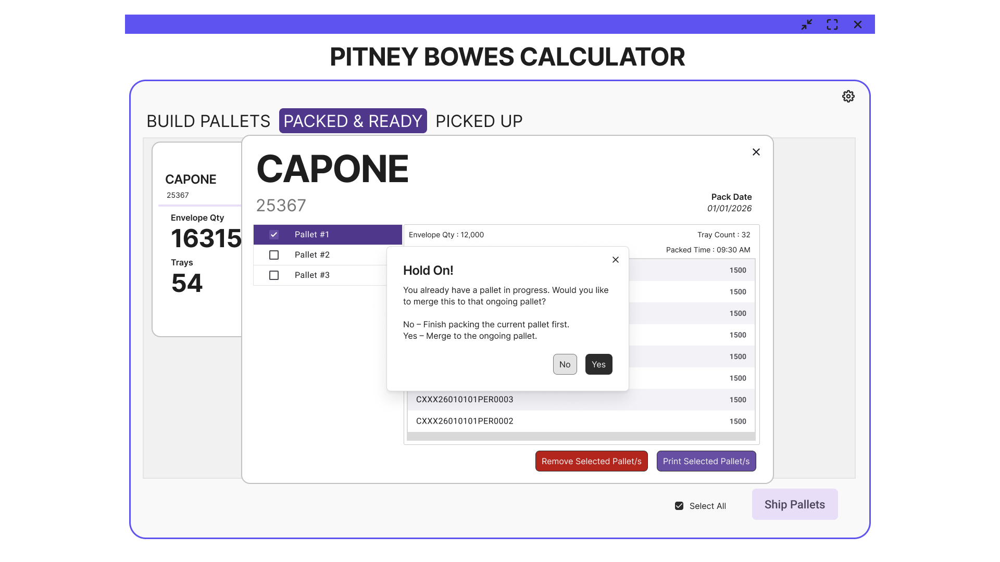 PITNEY BOWES CALCULATOR
BUILD PALLETS
PACKED & READY
PICKED UP
CAPONE
25367
Envelope Qty
16315
Trays
54
CAPONE
25367
Pack Date
01/01/2026
Pallet #1
Pallet #2
Pallet #3
Envelope Qty : 12,000
Tray Count : 32
Packed Time : 09:30 AM
Hold On!
You already have a pallet in progress. Would you like
to merge this to that ongoing pallet?
No – Finish packing the current pallet first.
Yes – Merge to the ongoing pallet.
No
Yes
1500
1500
1500
1500
1500
1500
CXXX26010101PER0003 1500
CXXX26010101PER0002 1500
Remove Selected Pallet/s
Print Selected Pallet/s
Select All
Ship Pallets